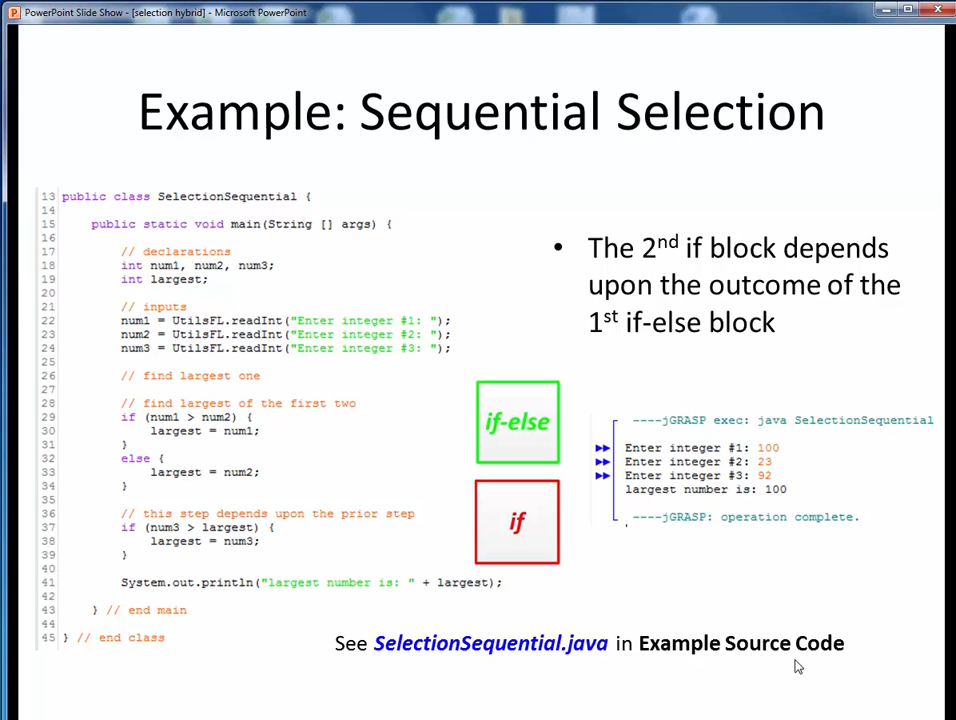 PowerPoint Slide Show - [selection hybrid] - Microsoft PowerPoint
Example: Sequential Selection
13 public class SelectionSequential {
14
15 public static void main(String [] args) {
16
17 // declarations
18 int num1, num2, num3;
19 int largest;
20
21 // inputs
22 num1 = UtilsFL.readInt("Enter integer #1: ");
23 num2 = UtilsFL.readInt("Enter integer #2: ");
24 num3 = UtilsFL.readInt("Enter integer #3: ");
25
26 // find largest one
27
28 // find largest of the first two
29 if (num1 > num2) {
30 largest = num1;
31 }
32 else {
33 largest = num2;
34 }
35
36 // this step depends upon the prior step
37 if (num3 > largest) {
38 largest = num3;
39 }
40
41 System.out.println("largest number is: " + largest);
42
43 } // end main
44
45 } // end class
• The 2nd if block depends
upon the outcome of the
1st if-else block
if-else
if
----jGRASP exec: java SelectionSequential
Enter integer #1: 100
Enter integer #2: 23
Enter integer #3: 92
largest number is: 100
----jGRASP: operation complete.
See SelectionSequential.java in Example Source Code